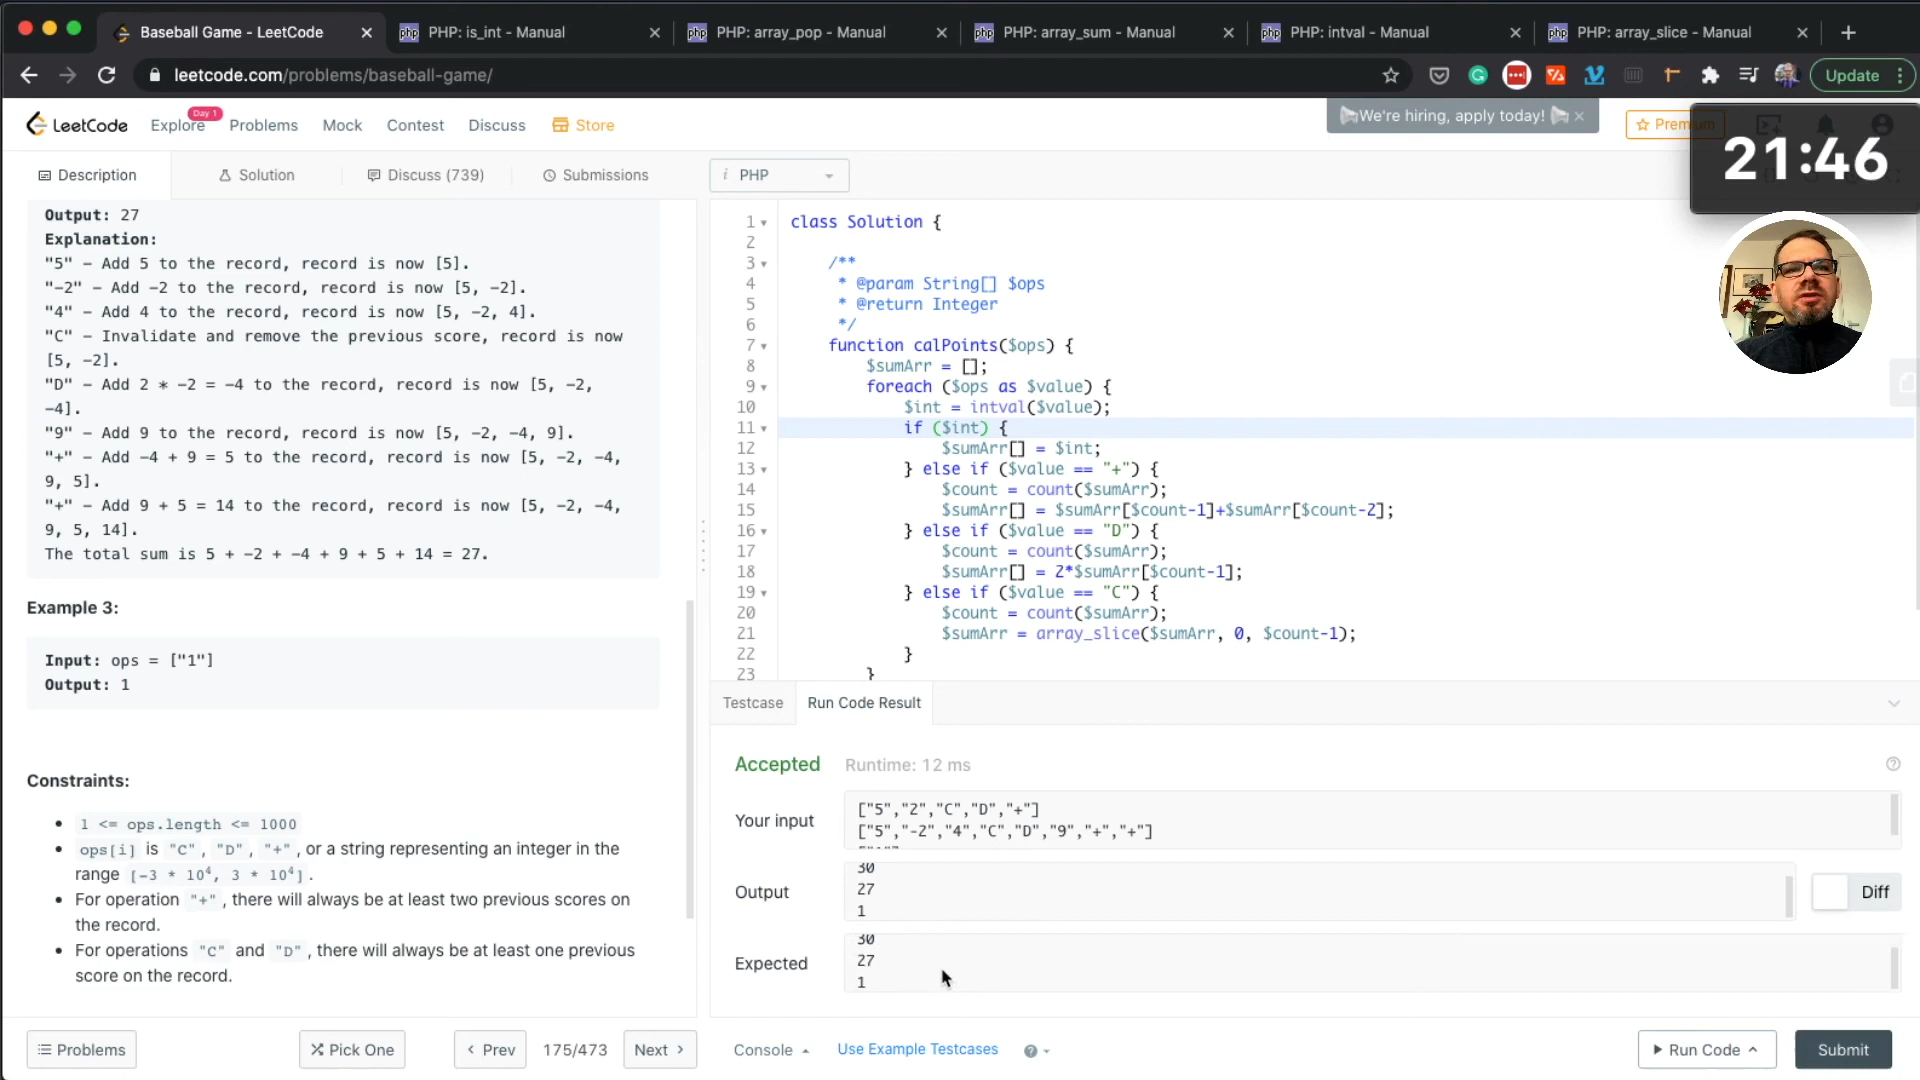 Baseball Game - LeetCode
PHP: is_int - Manual
PHP: array_pop - Manual
PHP: array_sum - Manual
PHP: intval - Manual
PHP: array_slice - Manual
leetcode.com/problems/baseball-game/
Update
LeetCode
Explore
Day 1
Problems
Mock
Contest
Discuss
Store
We're hiring, apply today!
Premium
21:46
Description
Solution
Discuss (739)
Submissions
i PHP
Output: 27
Explanation:
"5" - Add 5 to the record, record is now [5].
"-2" - Add -2 to the record, record is now [5, -2].
"4" - Add 4 to the record, record is now [5, -2, 4].
"C" - Invalidate and remove the previous score, record is now
[5, -2].
"D" - Add 2 * -2 = -4 to the record, record is now [5, -2,
-4].
"9" - Add 9 to the record, record is now [5, -2, -4, 9].
"+" - Add -4 + 9 = 5 to the record, record is now [5, -2, -4,
9, 5].
"+" - Add 9 + 5 = 14 to the record, record is now [5, -2, -4,
9, 5, 14].
The total sum is 5 + -2 + -4 + 9 + 5 + 14 = 27.
Example 3:
Input: ops = ["1"]
Output: 1
Constraints:
1 <= ops.length <= 1000
ops[i] is "C", "D", "+", or a string representing an integer in the
range [-3 * 10⁴, 3 * 10⁴].
For operation "+", there will always be at least two previous scores on
the record.
For operations "C" and "D", there will always be at least one previous
score on the record.
1 class Solution {
2
3 /**
4 * @param String[] $ops
5 * @return Integer
6 */
7 function calPoints($ops) {
8 $sumArr = [];
9 foreach ($ops as $value) {
10 $int = intval($value);
11 if ($int) {
12 $sumArr[] = $int;
13 } else if ($value == "+") {
14 $count = count($sumArr);
15 $sumArr[] = $sumArr[$count-1]+$sumArr[$count-2];
16 } else if ($value == "D") {
17 $count = count($sumArr);
18 $sumArr[] = 2*$sumArr[$count-1];
19 } else if ($value == "C") {
20 $count = count($sumArr);
21 $sumArr = array_slice($sumArr, 0, $count-1);
22 }
23 }
Testcase
Run Code Result
Accepted
Runtime: 12 ms
Your input
["5","2","C","D","+"]
["5","-2","4","C","D","9","+","+"]
Output
30
27
1
Diff
Expected
30
27
1
Problems
Pick One
Prev
175/473
Next
Console
Use Example Testcases
Run Code
Submit